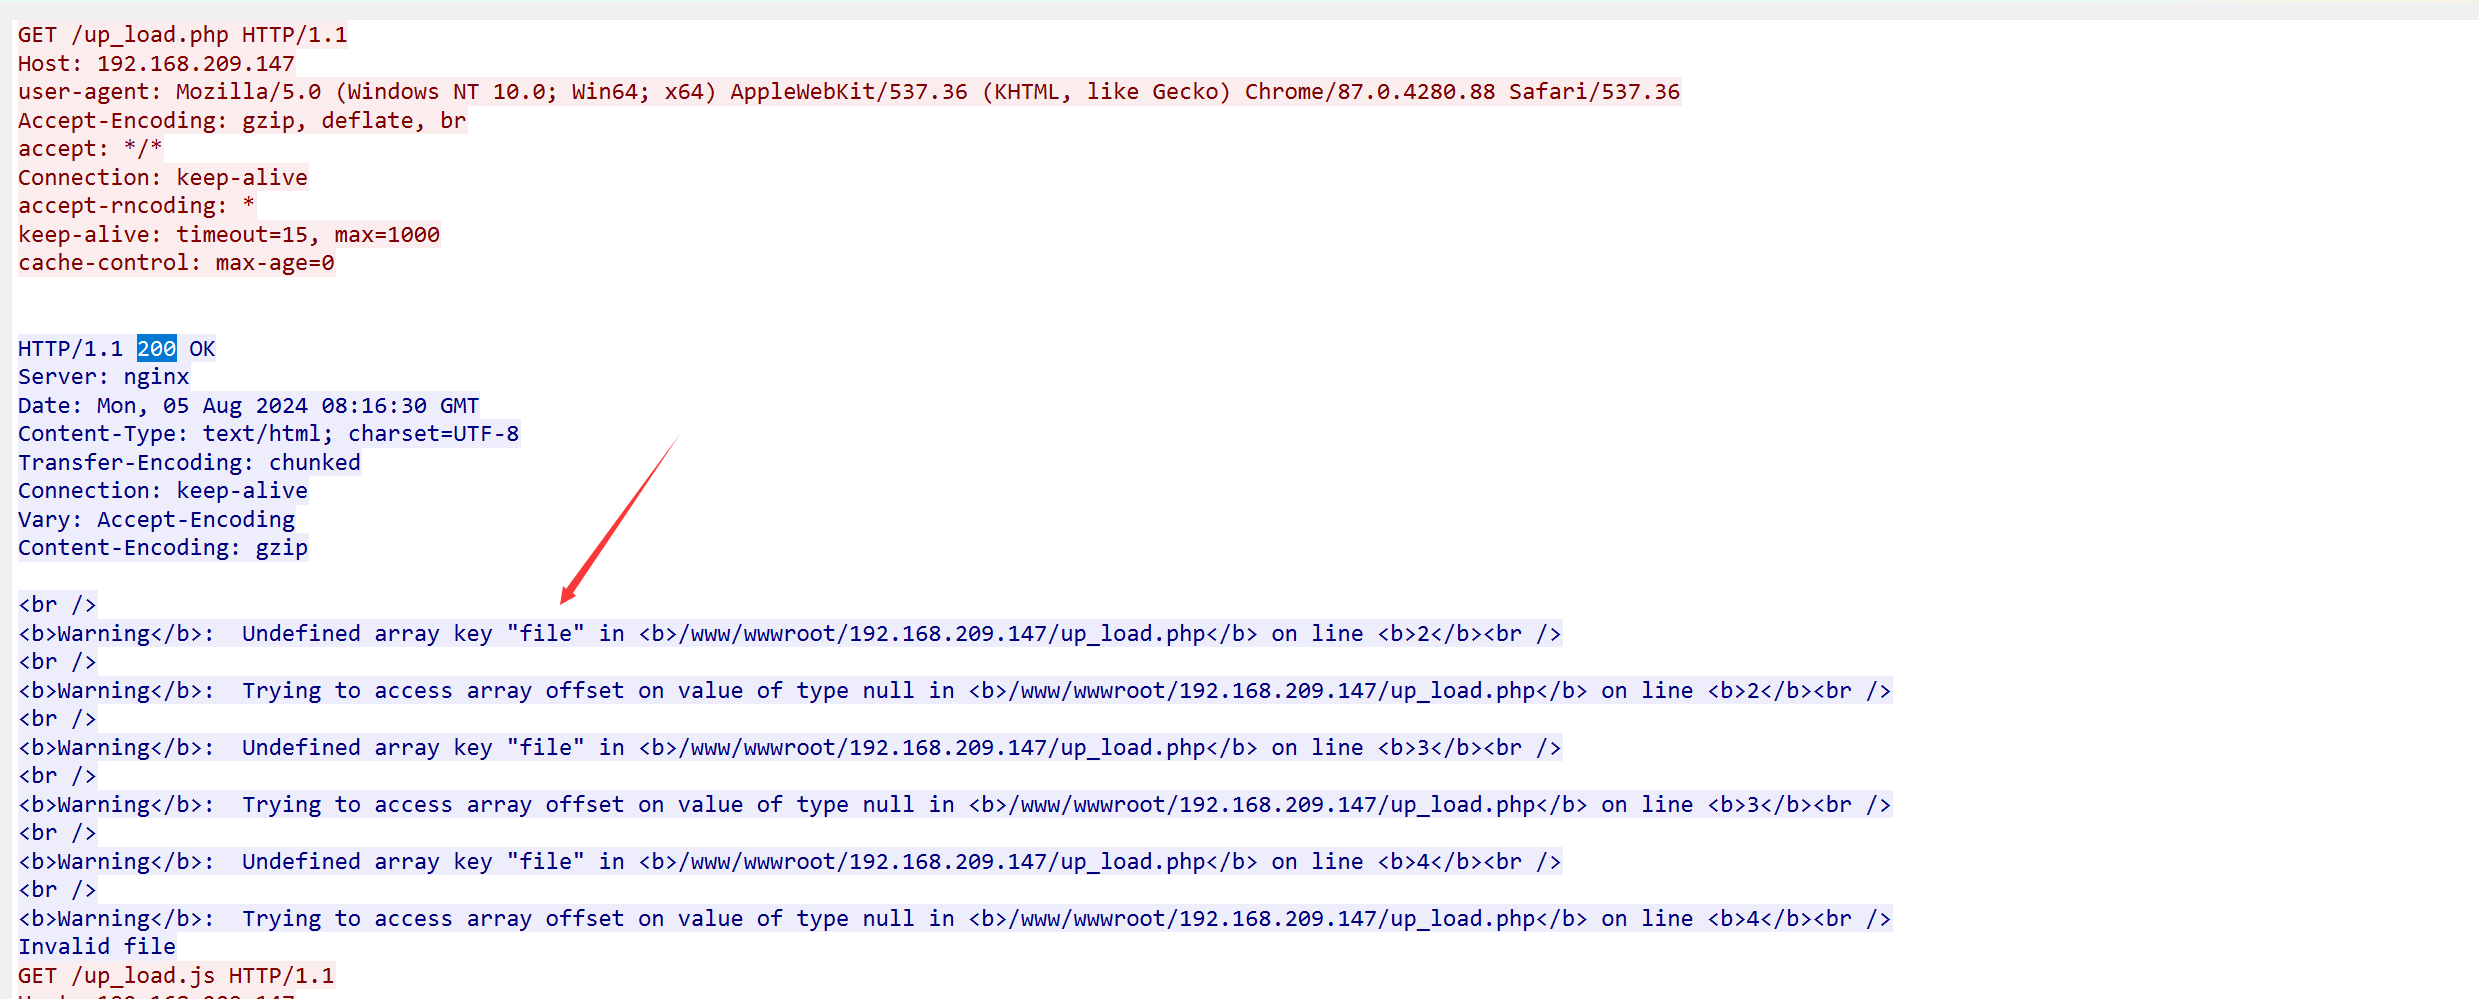 GET /up_load.php HTTP/1.1
Host: 192.168.209.147
user-agent: Mozilla/5.0 (Windows NT 10.0; Win64; x64) AppleWebKit/537.36 (KHTML, like Gecko) Chrome/87.0.4280.88 Safari/537.36
Accept-Encoding: gzip, deflate, br
accept: */*
Connection: keep-alive
accept-rncoding: *
keep-alive: timeout=15, max=1000
cache-control: max-age=0
HTTP/1.1 200 OK
Server: nginx
Date: Mon, 05 Aug 2024 08:16:30 GMT
Content-Type: text/html; charset=UTF-8
Transfer-Encoding: chunked
Connection: keep-alive
Vary: Accept-Encoding
Content-Encoding: gzip
<br />
<b>Warning</b>:  Undefined array key "file" in <b>/www/wwwroot/192.168.209.147/up_load.php</b> on line <b>2</b><br />
<br />
<b>Warning</b>:  Trying to access array offset on value of type null in <b>/www/wwwroot/192.168.209.147/up_load.php</b> on line <b>2</b><br />
<br />
<b>Warning</b>:  Undefined array key "file" in <b>/www/wwwroot/192.168.209.147/up_load.php</b> on line <b>3</b><br />
<br />
<b>Warning</b>:  Trying to access array offset on value of type null in <b>/www/wwwroot/192.168.209.147/up_load.php</b> on line <b>3</b><br />
<br />
<b>Warning</b>:  Undefined array key "file" in <b>/www/wwwroot/192.168.209.147/up_load.php</b> on line <b>4</b><br />
<br />
<b>Warning</b>:  Trying to access array offset on value of type null in <b>/www/wwwroot/192.168.209.147/up_load.php</b> on line <b>4</b><br />
Invalid file
GET /up_load.js HTTP/1.1